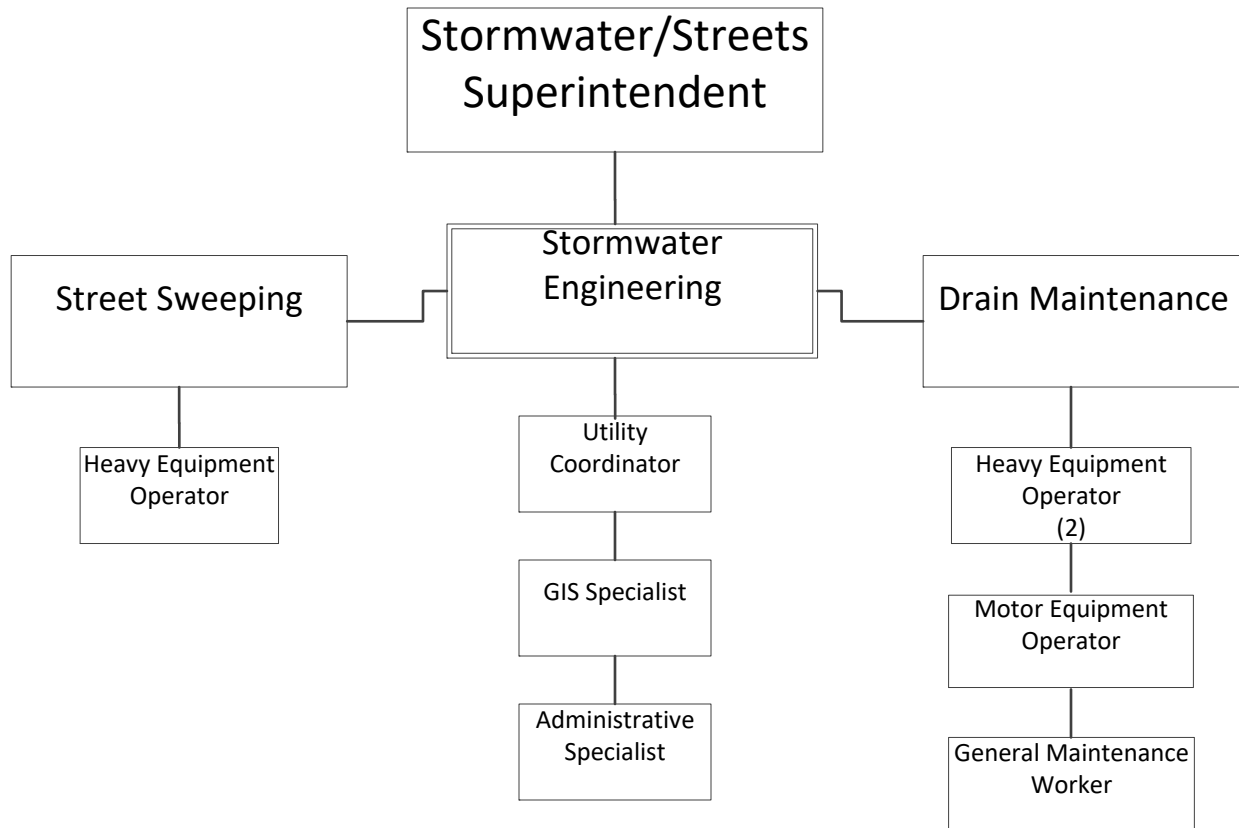 Stormwater/Streets
Superintendent
Stormwater
Engineering
Street Sweeping
Drain Maintenance
Heavy Equipment
Operator
Utility
Coordinator
GIS Specialist
Administrative
Specialist
Heavy Equipment
Operator
(2)
Motor Equipment
Operator
General Maintenance
Worker